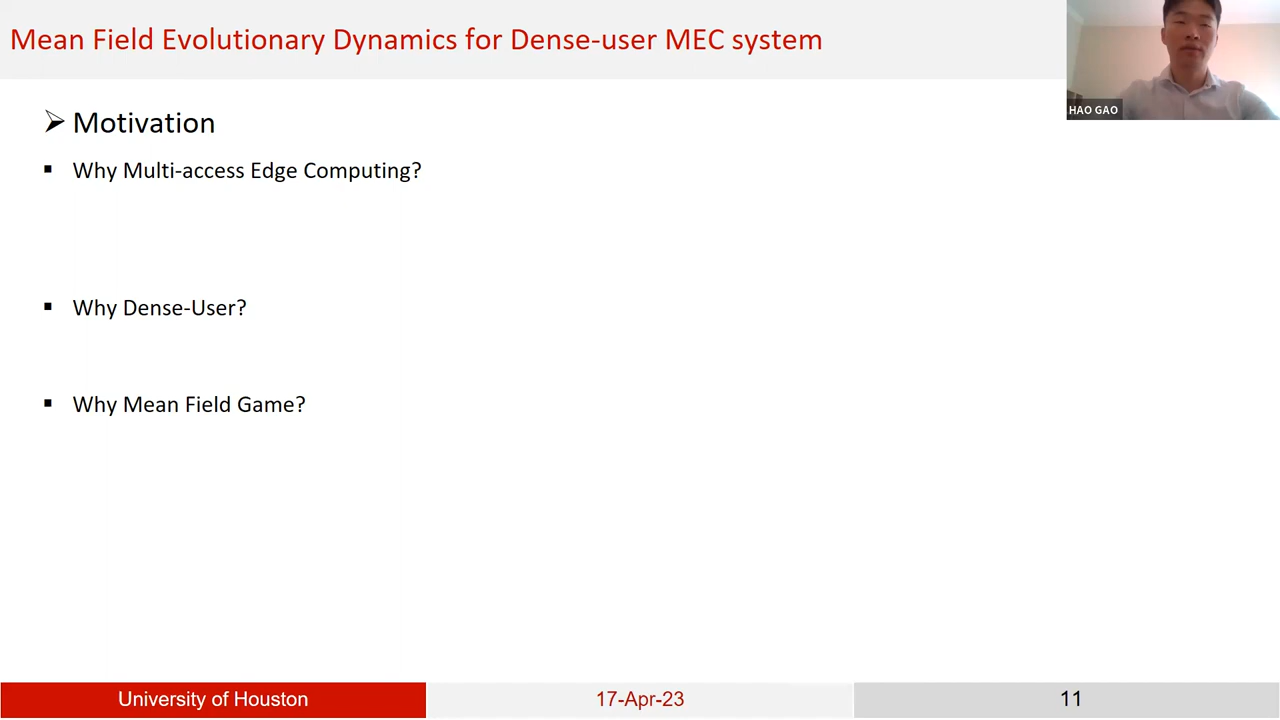 Mean Field Evolutionary Dynamics for Dense-user MEC system
HAO GAO
Motivation
Why Multi-access Edge Computing?
Why Dense-User?
Why Mean Field Game?
University of Houston
17-Apr-23
11